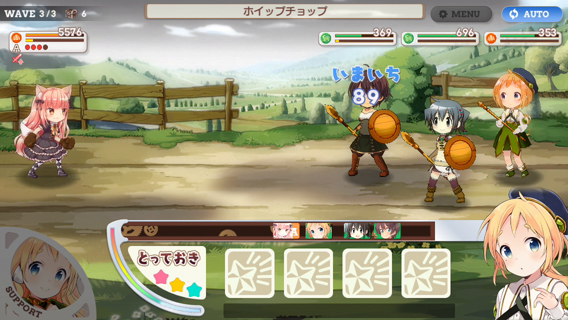 WAVE 3/3
6
ホイップチョップ
MENU
AUTO
5576
A
369
696
353
いまいち
89
とっておき
SUPPORT